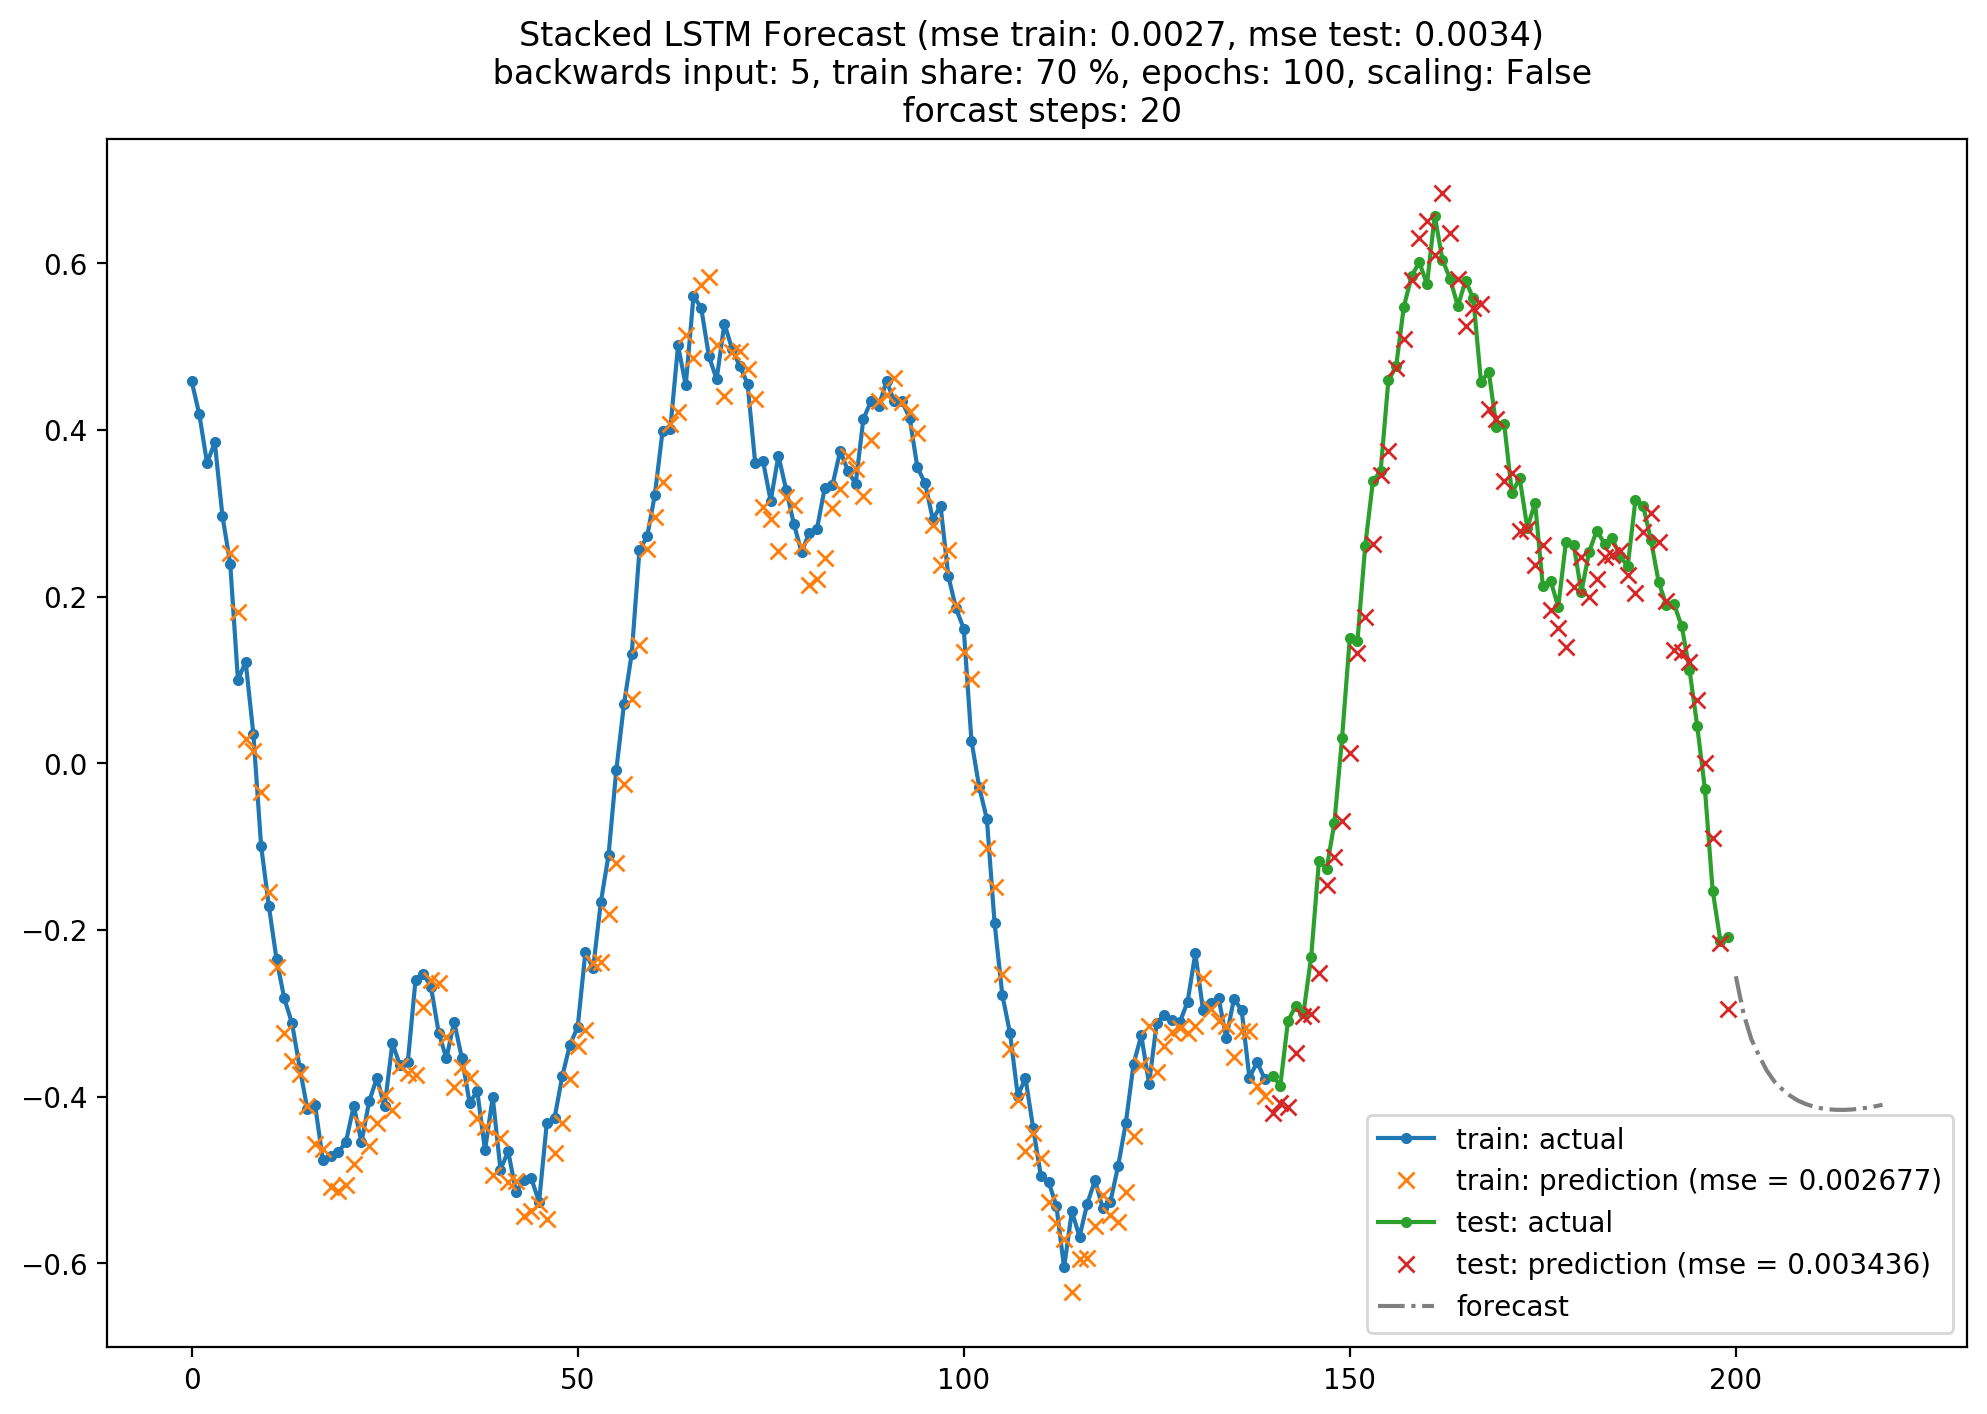 Stacked LSTM Forecast (mse train: 0.0027, mse test: 0.0034)
backwards input: 5, train share: 70 %, epochs: 100, scaling: False
forcast steps: 20
0.6
0.4
0.2
0.0
−0.2
−0.4
−0.6
0
50
100
150
200
train: actual
train: prediction (mse = 0.002677)
test: actual
test: prediction (mse = 0.003436)
forecast